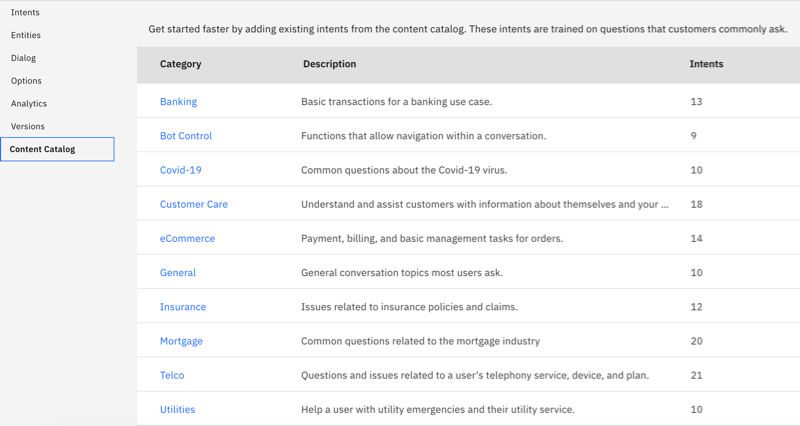 Intents
Entities
Dialog
Options
Analytics
Versions
Content Catalog
Get started faster by adding existing intents from the content catalog. These intents are trained on questions that customers commonly ask.
Category Description Intents
Banking Basic transactions for a banking use case. 13
Bot Control Functions that allow navigation within a conversation. 9
Covid-19 Common questions about the Covid-19 virus. 10
Customer Care Understand and assist customers with information about themselves and your ... 18
eCommerce Payment, billing, and basic management tasks for orders. 14
General General conversation topics most users ask. 10
Insurance Issues related to insurance policies and claims. 12
Mortgage Common questions related to the mortgage industry 20
Telco Questions and issues related to a user's telephony service, device, and plan. 21
Utilities Help a user with utility emergencies and their utility service. 10